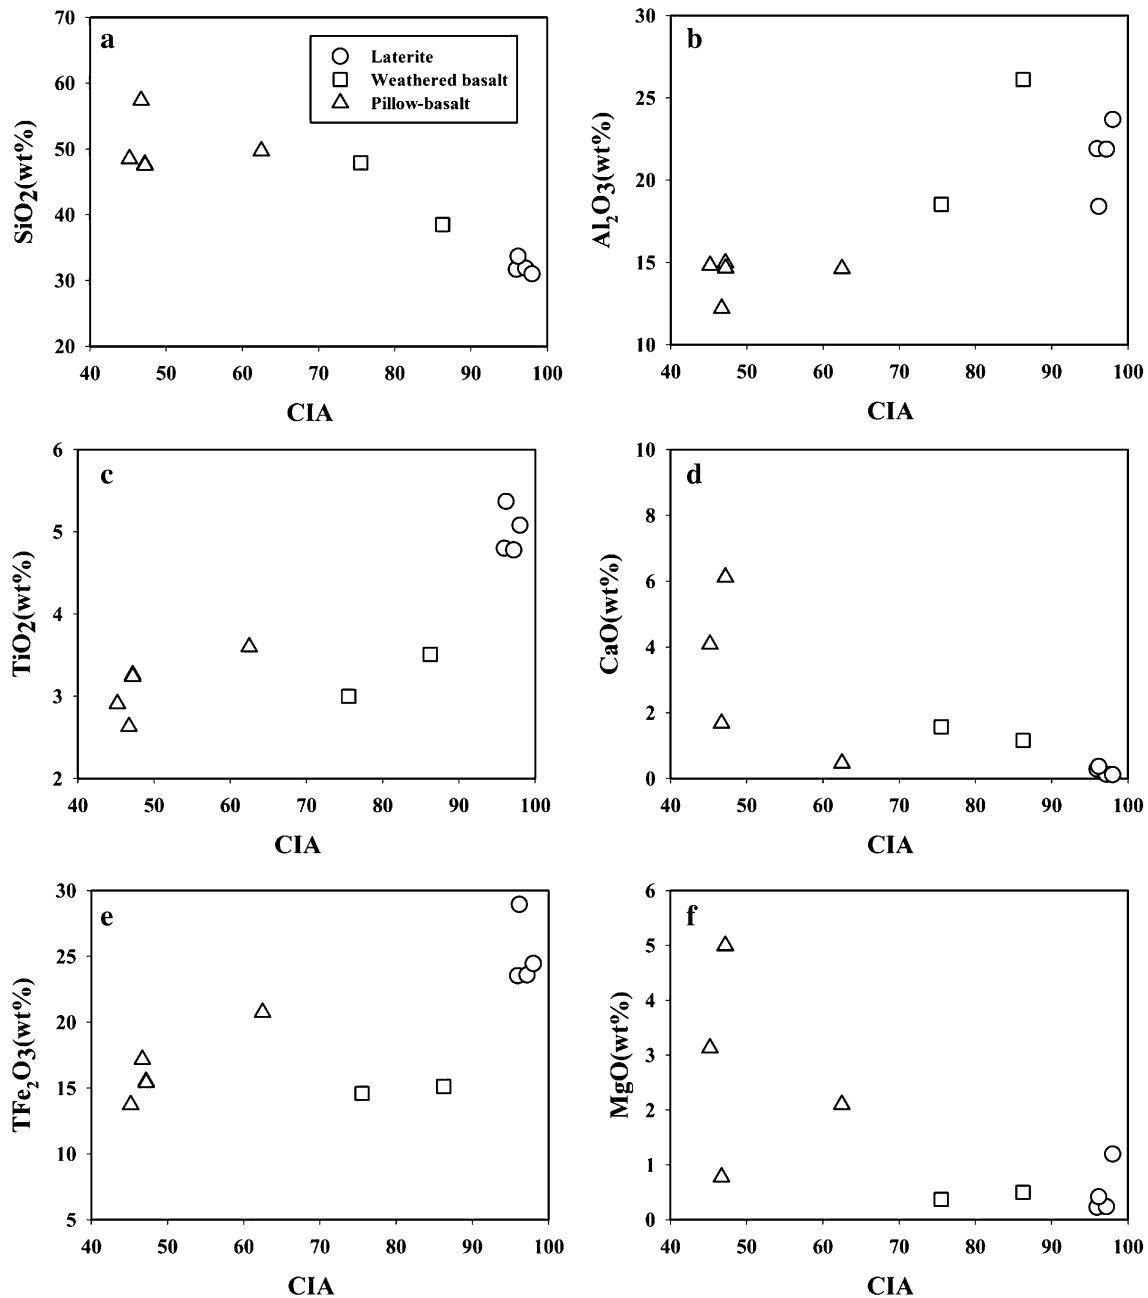 a
70
60
50
40
30
20
SiO2(wt%)
Laterite
Weathered basalt
Pillow-basalt
40 50 60 70 80 90 100
CIA
b
30
25
20
15
10
Al2O3(wt%)
40 50 60 70 80 90 100
CIA
c
6
5
4
3
2
TiO2(wt%)
40 50 60 70 80 90 100
CIA
d
10
8
6
4
2
0
CaO(wt%)
40 50 60 70 80 90 100
CIA
e
30
25
20
15
10
5
TFe2O3(wt%)
40 50 60 70 80 90 100
CIA
f
6
5
4
3
2
1
0
MgO(wt%)
40 50 60 70 80 90 100
CIA